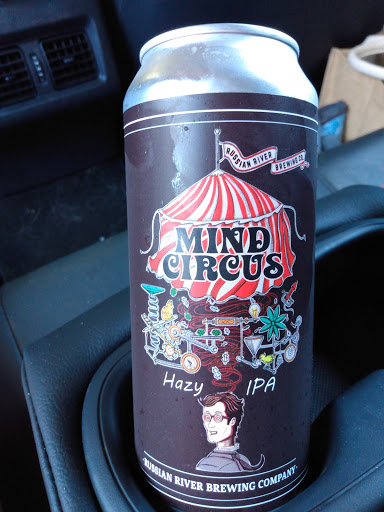 RUSSIAN RIVER
BREWING CO.
MIND
CIRCUS
Hazy IPA
·RUSSIAN RIVER BREWING COMPANY·